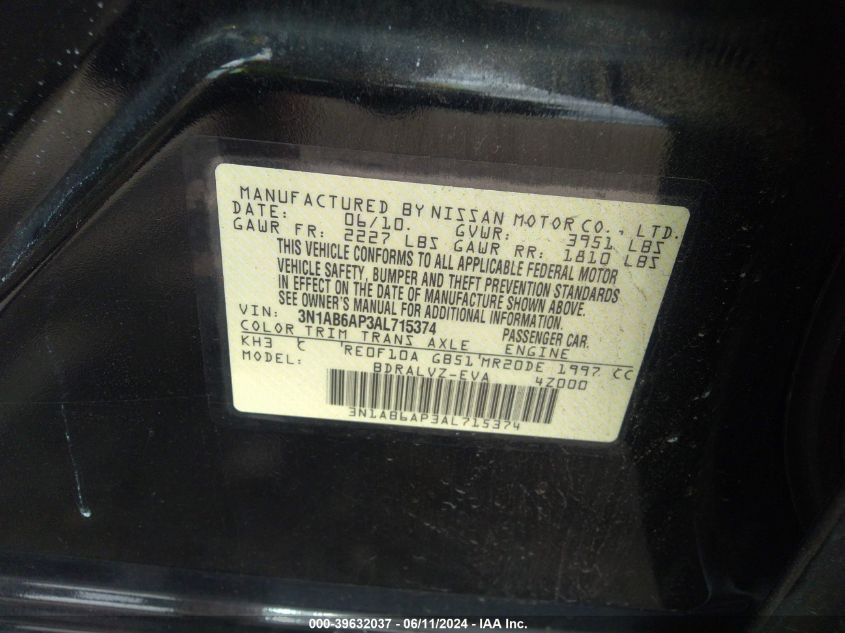 MANUFACTURED BY NISSAN MOTOR CO., LTD.
DATE: 06/10. GVWR: 3951 LBS
GAWR FR: 2227 LBS GAWR RR: 1810 LBS
THIS VEHICLE CONFORMS TO ALL APPLICABLE FEDERAL MOTOR
VEHICLE SAFETY, BUMPER AND THEFT PREVENTION STANDARDS
IN EFFECT ON THE DATE OF MANUFACTURE SHOWN ABOVE.
SEE OWNER'S MANUAL FOR ADDITIONAL INFORMATION.
VIN: 3N1AB6AP3AL715374 PASSENGER CAR.
COLOR TRIM TRANS AXLE ENGINE
KH3 C RE0F10A GB51 MR20DE 1997 CC
MODEL: BDRALVZ-EVA 4Z000
3N1AB6AP3AL715374
000-39632037 - 06/11/2024 - IAA Inc.